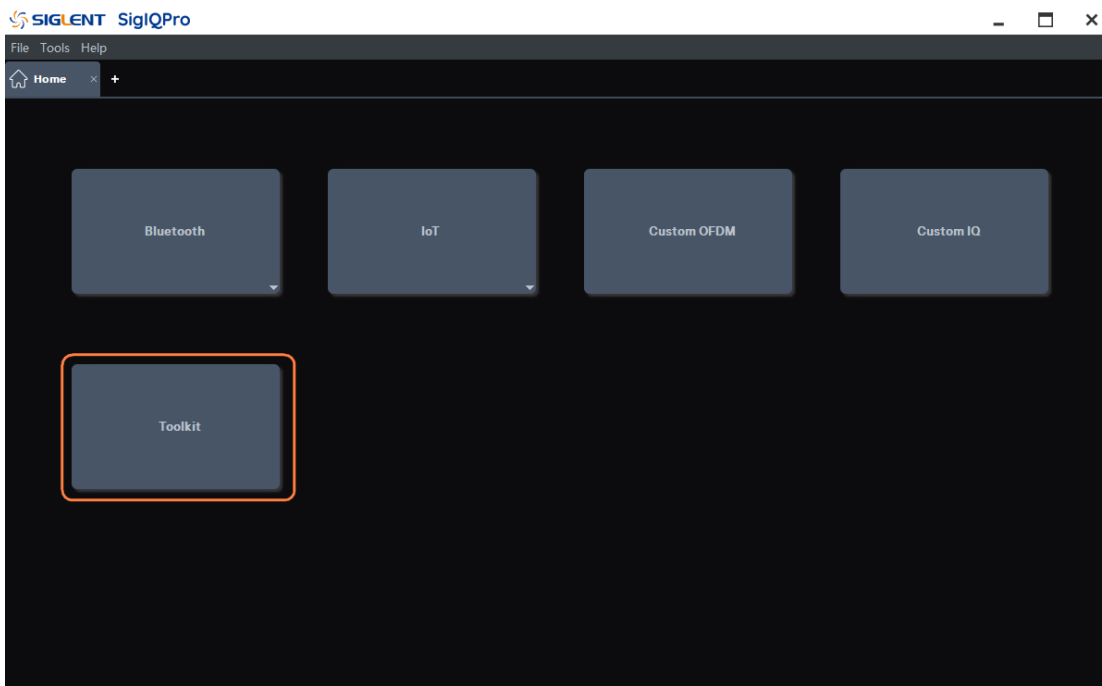 SIGLENT SigIQPro
File Tools Help
Home × +
Bluetooth
IoT
Custom OFDM
Custom IQ
Toolkit